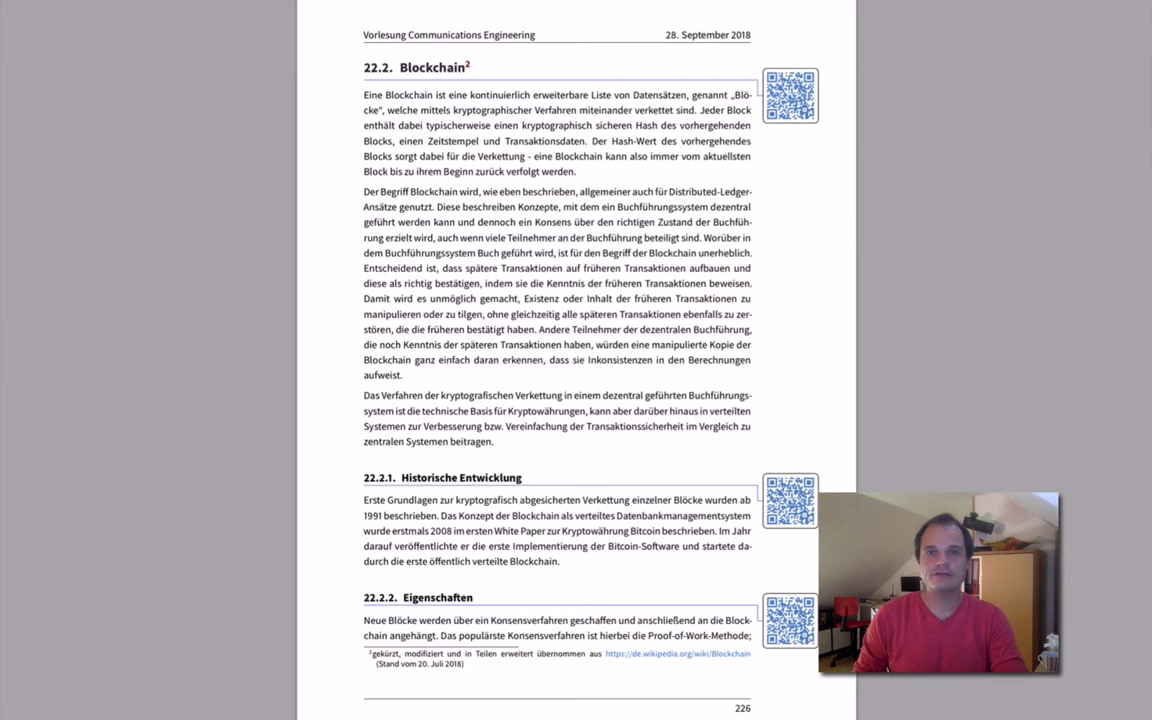 Vorlesung Communications Engineering 28. September 2018
22.2. Blockchain²
Eine Blockchain ist eine kontinuierlich erweiterbare Liste von Datensätzen, genannt „Blö-
cke“, welche mittels kryptographischer Verfahren miteinander verkettet sind. Jeder Block
enthält dabei typischerweise einen kryptographisch sicheren Hash des vorhergehenden
Blocks, einen Zeitstempel und Transaktionsdaten. Der Hash-Wert des vorhergehendes
Blocks sorgt dabei für die Verkettung - eine Blockchain kann also immer vom aktuellsten
Block bis zu ihrem Beginn zurück verfolgt werden.
Der Begriff Blockchain wird, wie eben beschrieben, allgemeiner auch für Distributed-Ledger-
Ansätze genutzt. Diese beschreiben Konzepte, mit dem ein Buchführungssystem dezentral
geführt werden kann und dennoch ein Konsens über den richtigen Zustand der Buchfüh-
rung erzielt wird, auch wenn viele Teilnehmer an der Buchführung beteiligt sind. Worüber in
dem Buchführungssystem Buch geführt wird, ist für den Begriff der Blockchain unerheblich.
Entscheidend ist, dass spätere Transaktionen auf früheren Transaktionen aufbauen und
diese als richtig bestätigen, indem sie die Kenntnis der früheren Transaktionen beweisen.
Damit wird es unmöglich gemacht, Existenz oder Inhalt der früheren Transaktionen zu
manipulieren oder zu tilgen, ohne gleichzeitig alle späteren Transaktionen ebenfalls zu zer-
stören, die die früheren bestätigt haben. Andere Teilnehmer der dezentralen Buchführung,
die noch Kenntnis der späteren Transaktionen haben, würden eine manipulierte Kopie der
Blockchain ganz einfach daran erkennen, dass sie Inkonsistenzen in den Berechnungen
aufweist.
Das Verfahren der kryptografischen Verkettung in einem dezentral geführten Buchführungs-
system ist die technische Basis für Kryptowährungen, kann aber darüber hinaus in verteilten
Systemen zur Verbesserung bzw. Vereinfachung der Transaktionssicherheit im Vergleich zu
zentralen Systemen beitragen.
22.2.1. Historische Entwicklung
Erste Grundlagen zur kryptografisch abgesicherten Verkettung einzelner Blöcke wurden ab
1991 beschrieben. Das Konzept der Blockchain als verteiltes Datenbankmanagementsystem
wurde erstmals 2008 im ersten White Paper zur Kryptowährung Bitcoin beschrieben. Im Jahr
darauf veröffentlichte er die erste Implementierung der Bitcoin-Software und startete da-
durch die erste öffentlich verteilte Blockchain.
22.2.2. Eigenschaften
Neue Blöcke werden über ein Konsensverfahren geschaffen und anschließend an die Block-
chain angehängt. Das populärste Konsensverfahren ist hierbei die Proof-of-Work-Methode;
²gekürzt, modifiziert und in Teilen erweitert übernommen aus https://de.wikipedia.org/wiki/Blockchain
(Stand vom 20. Juli 2018)
226